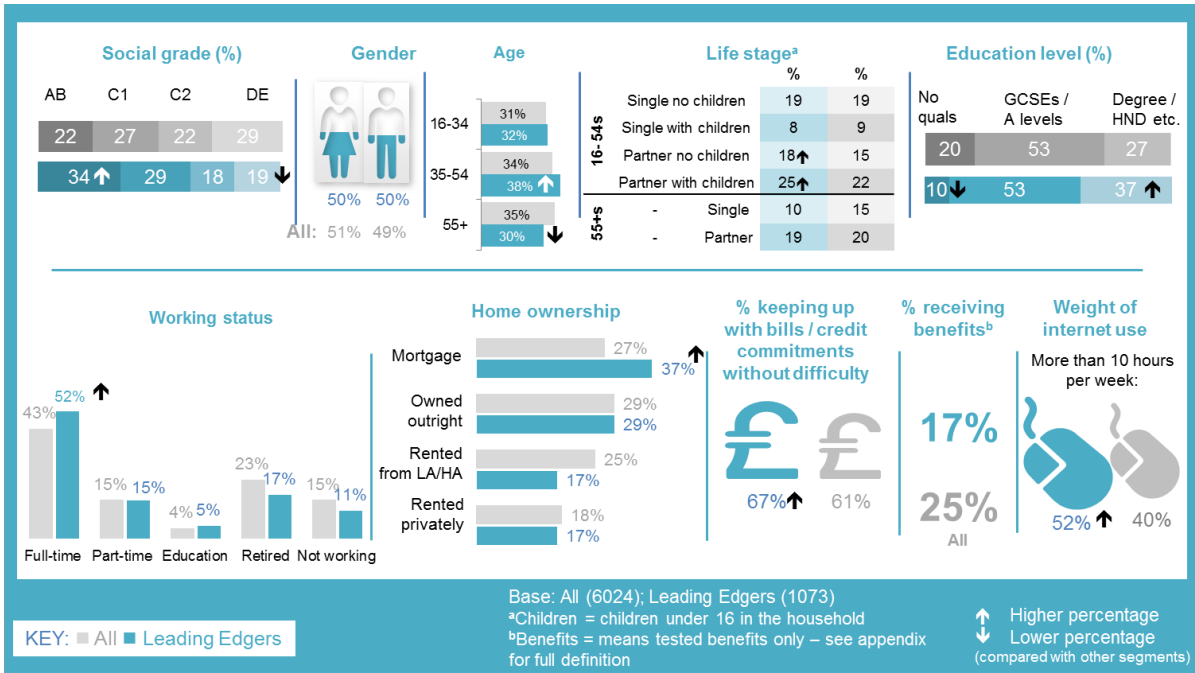 Social grade (%)
AB C1 C2 DE
22 27 22 29
34 29 18 19
Gender
50% 50%
All: 51% 49%
Age
16-34
31%
32%
35-54
34%
38%
55+
35%
30%
Life stageᵃ
% %
16- 54s
Single no children 19 19
Single with children 8 9
Partner no children 18 15
Partner with children 25 22
55+s
- Single 10 15
- Partner 19 20
Education level (%)
No quals
GCSEs / A levels
Degree / HND etc.
20 53 27
10 53 37
Working status
43% 52%
15% 15%
4% 5%
23% 17%
15% 11%
Full-time Part-time Education Retired Not working
Home ownership
Mortgage
27%
37%
Owned
outright
29%
29%
Rented
from LA/HA
25%
17%
Rented
privately
18%
17%
% keeping up
with bills / credit
commitments
without difficulty
67% 61%
% receiving
benefitsᵇ
17%
25%
All
Weight of
internet use
More than 10 hours
per week:
52% 40%
KEY: All Leading Edgers
Base: All (6024); Leading Edgers (1073)
ᵃChildren = children under 16 in the household
ᵇBenefits = means tested benefits only – see appendix
for full definition
Higher percentage
Lower percentage
(compared with other segments)